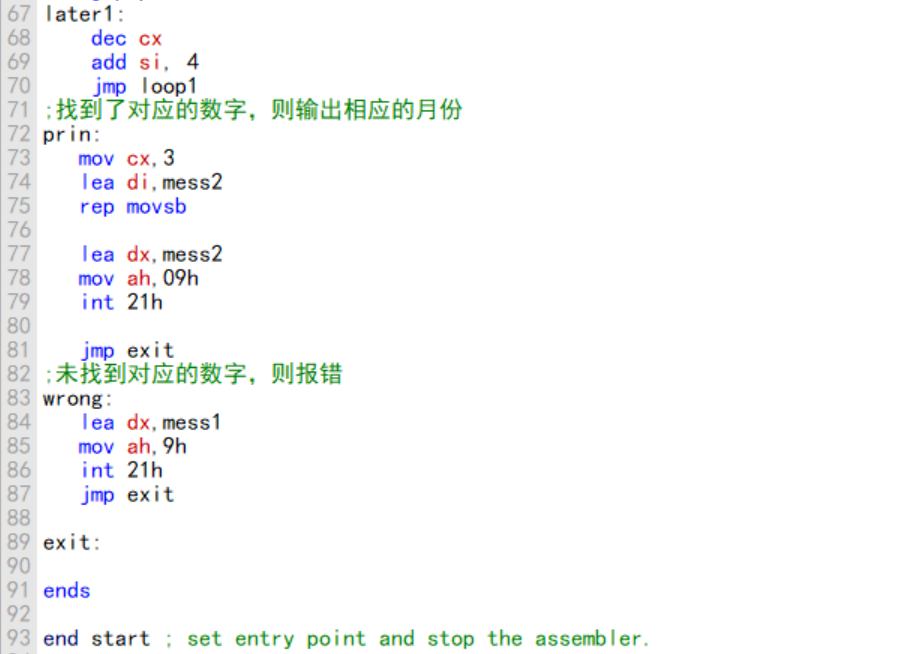 67 later1:
68     dec cx
69     add si, 4
70     jmp loop1
71 ;找到了对应的数字，则输出相应的月份
72 prin:
73    mov cx,3
74    lea di,mess2
75    rep movsb
76
77    lea dx,mess2
78    mov ah,09h
79    int 21h
80
81    jmp exit
82 ;未找到对应的数字，则报错
83 wrong:
84    lea dx,mess1
85    mov ah,9h
86    int 21h
87    jmp exit
88
89 exit:
90
91 ends
92
93 end start ; set entry point and stop the assembler.